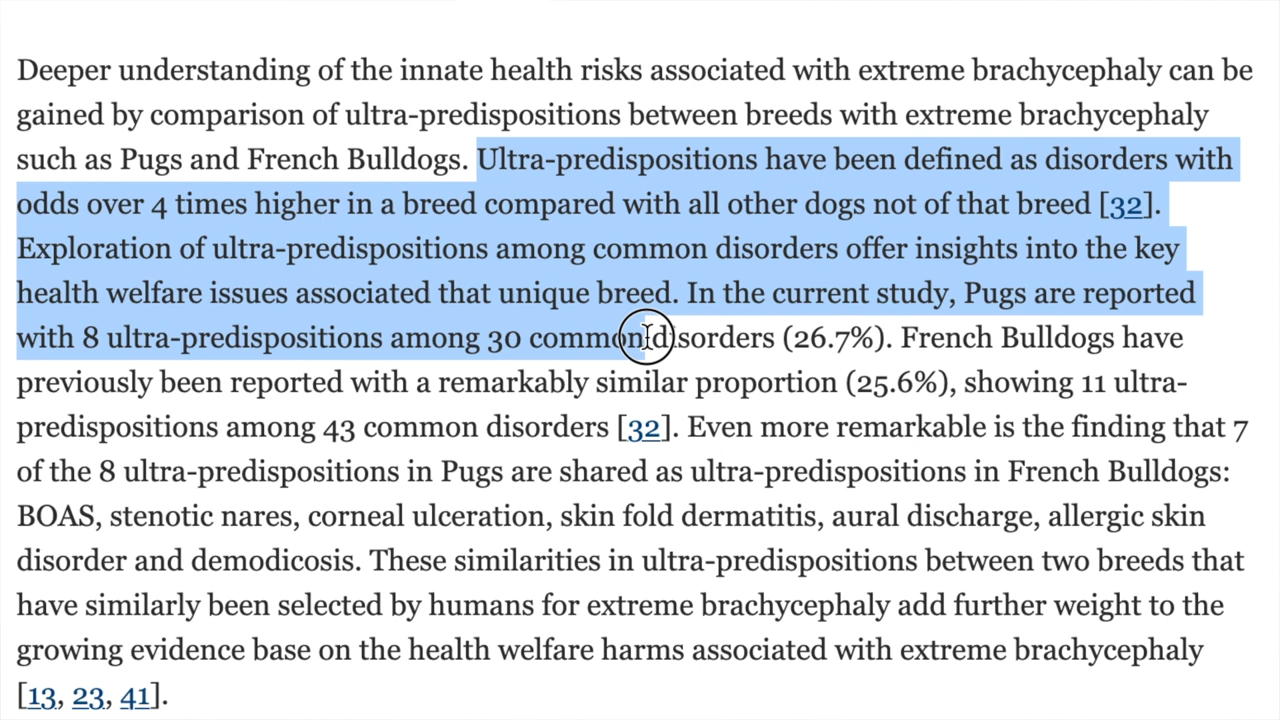 Deeper understanding of the innate health risks associated with extreme brachycephaly can be
gained by comparison of ultra-predispositions between breeds with extreme brachycephaly
such as Pugs and French Bulldogs. Ultra-predispositions have been defined as disorders with
odds over 4 times higher in a breed compared with all other dogs not of that breed [32].
Exploration of ultra-predispositions among common disorders offer insights into the key
health welfare issues associated that unique breed. In the current study, Pugs are reported
with 8 ultra-predispositions among 30 common disorders (26.7%). French Bulldogs have
previously been reported with a remarkably similar proportion (25.6%), showing 11 ultra-
predispositions among 43 common disorders [32]. Even more remarkable is the finding that 7
of the 8 ultra-predispositions in Pugs are shared as ultra-predispositions in French Bulldogs:
BOAS, stenotic nares, corneal ulceration, skin fold dermatitis, aural discharge, allergic skin
disorder and demodicosis. These similarities in ultra-predispositions between two breeds that
have similarly been selected by humans for extreme brachycephaly add further weight to the
growing evidence base on the health welfare harms associated with extreme brachycephaly
[13, 23, 41].